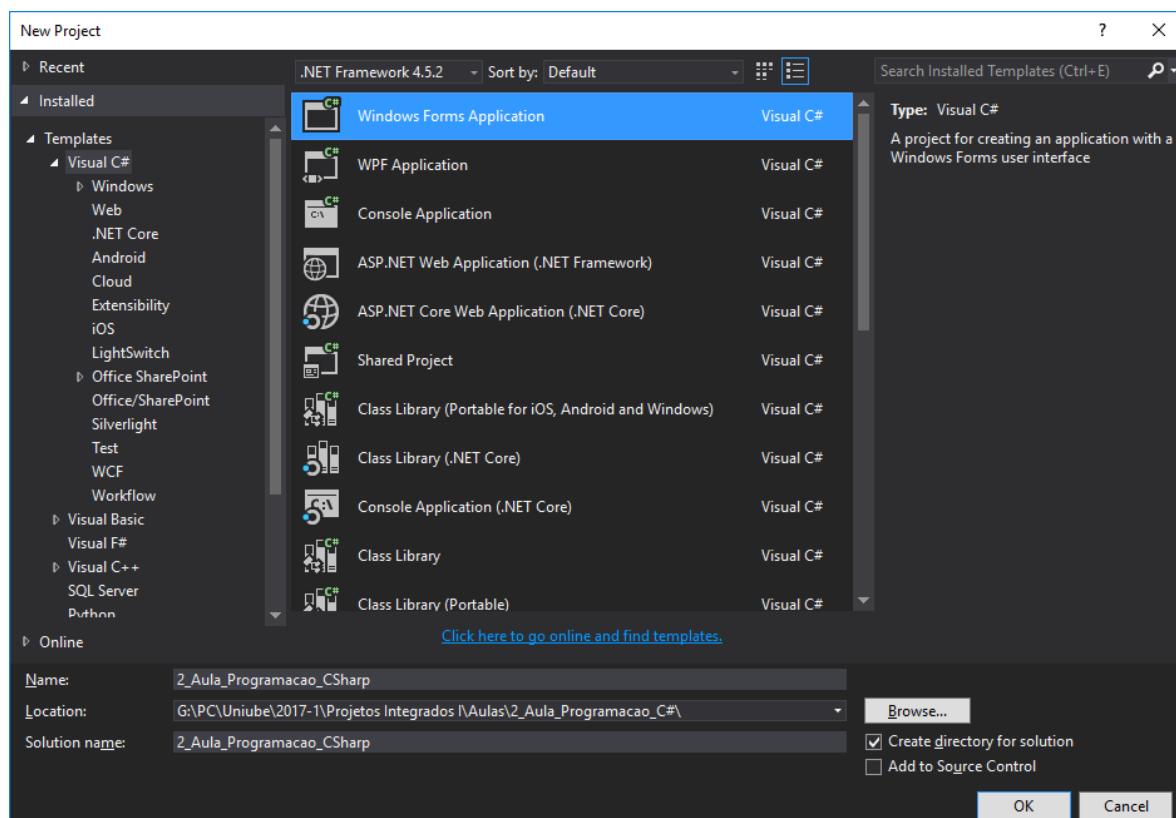 New Project
?
Recent
Installed
Templates
Visual C#
Windows
Web
.NET Core
Android
Cloud
Extensibility
iOS
LightSwitch
Office SharePoint
Office/SharePoint
Silverlight
Test
WCF
Workflow
Visual Basic
Visual F#
Visual C++
SQL Server
Python
Online
.NET Framework 4.5.2 Sort by: Default
Windows Forms Application Visual C#
WPF Application Visual C#
Console Application Visual C#
ASP.NET Web Application (.NET Framework) Visual C#
ASP.NET Core Web Application (.NET Core) Visual C#
Shared Project Visual C#
Class Library (Portable for iOS, Android and Windows) Visual C#
Class Library (.NET Core) Visual C#
Console Application (.NET Core) Visual C#
Class Library Visual C#
Class Library (Portable) Visual C#
Click here to go online and find templates.
Search Installed Templates (Ctrl+E)
Type: Visual C#
A project for creating an application with a
Windows Forms user interface
Name: 2_Aula_Programacao_CSharp
Location: G:\PC\Uniube\2017-1\Projetos Integrados I\Aulas\2_Aula_Programacao_C#\
Solution name: 2_Aula_Programacao_CSharp
Browse...
Create directory for solution
Add to Source Control
OK Cancel